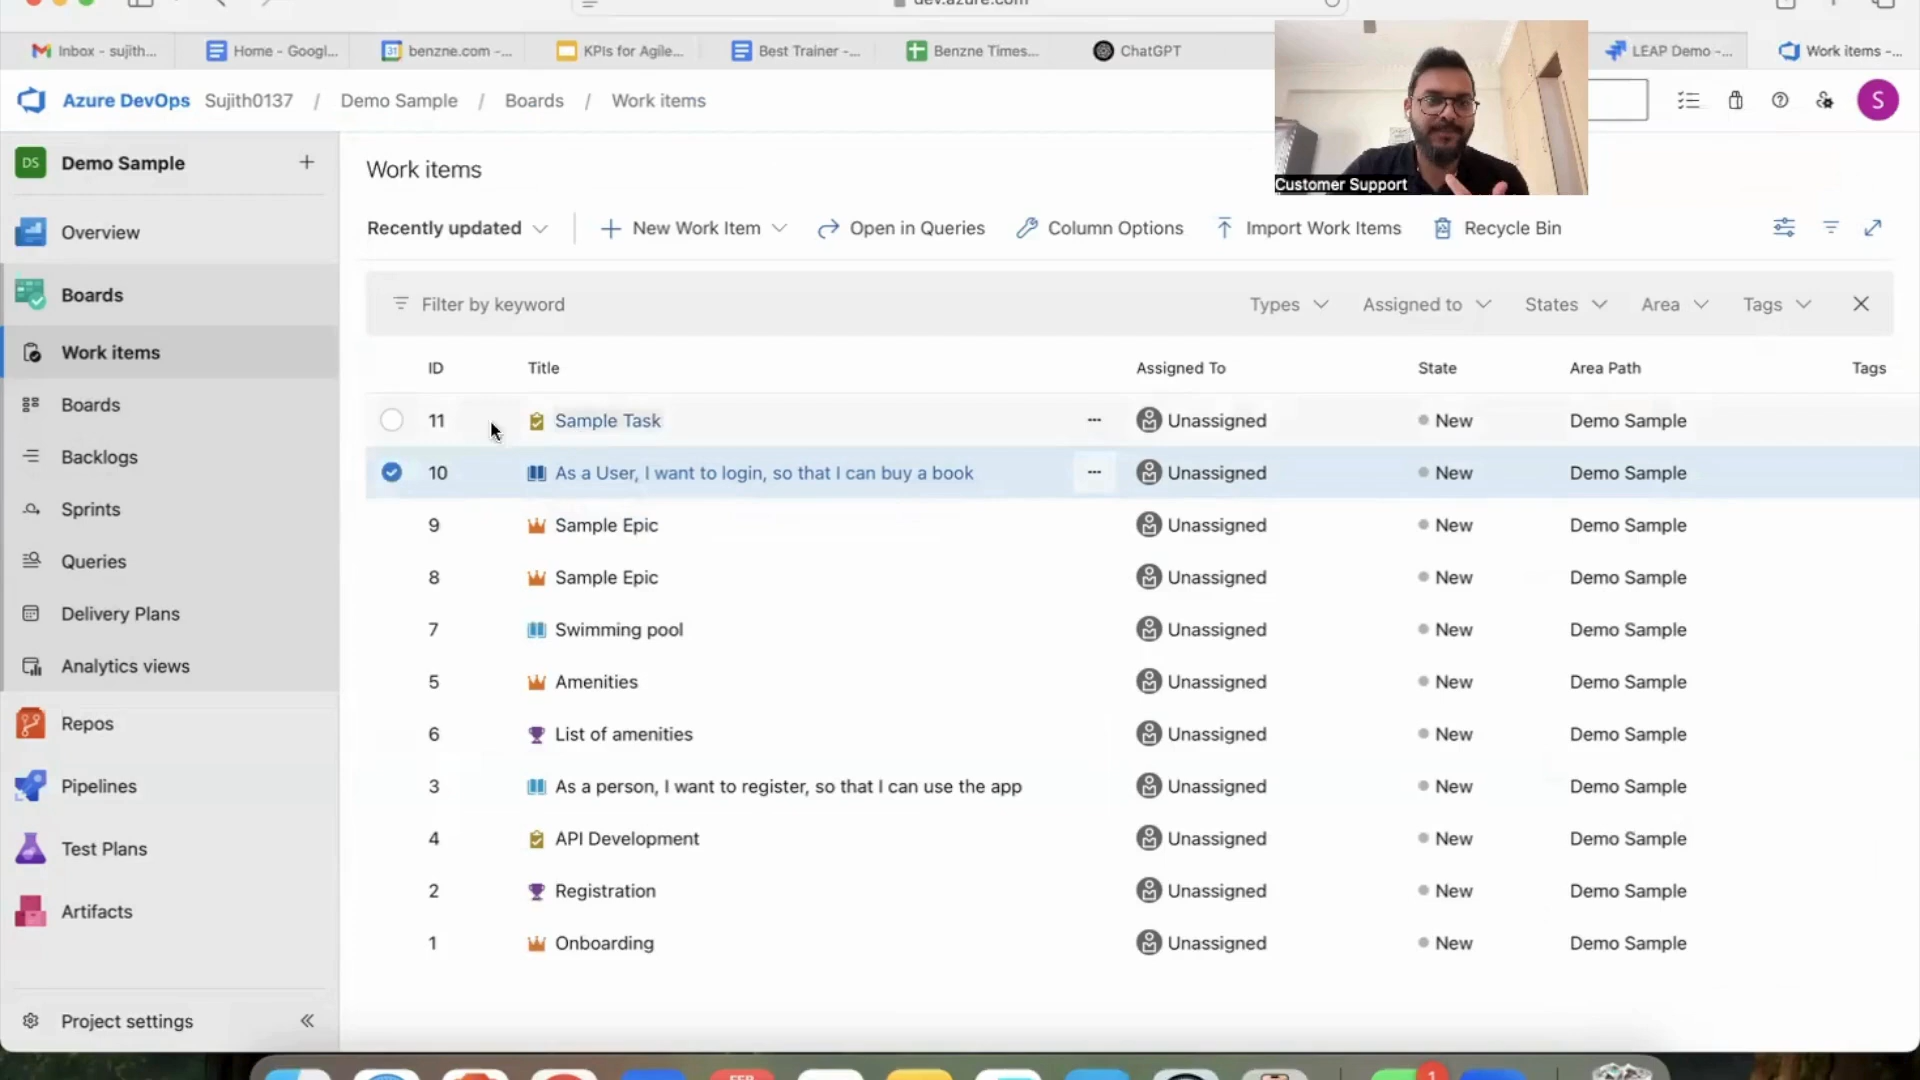 dev.azure.com
Inbox - sujith...
Home - Googl...
31
benzne.com -...
KPIs for Agile...
Best Trainer -...
Benzne Times...
ChatGPT
LEAP Demo -...
Work items -...
Azure DevOps Sujith0137 / Demo Sample / Boards / Work items
S
Customer Support
DS Demo Sample
Overview
Boards
Work items
Boards
Backlogs
Sprints
Queries
Delivery Plans
Analytics views
Repos
Pipelines
Test Plans
Artifacts
Project settings
Work items
Recently updated New Work Item Open in Queries Column Options Import Work Items Recycle Bin
Filter by keyword Types Assigned to States Area Tags
ID Title Assigned To State Area Path Tags
11 Sample Task ... Unassigned New Demo Sample
10 As a User, I want to login, so that I can buy a book ... Unassigned New Demo Sample
9 Sample Epic Unassigned New Demo Sample
8 Sample Epic Unassigned New Demo Sample
7 Swimming pool Unassigned New Demo Sample
5 Amenities Unassigned New Demo Sample
6 List of amenities Unassigned New Demo Sample
3 As a person, I want to register, so that I can use the app Unassigned New Demo Sample
4 API Development Unassigned New Demo Sample
2 Registration Unassigned New Demo Sample
1 Onboarding Unassigned New Demo Sample
FEB
1